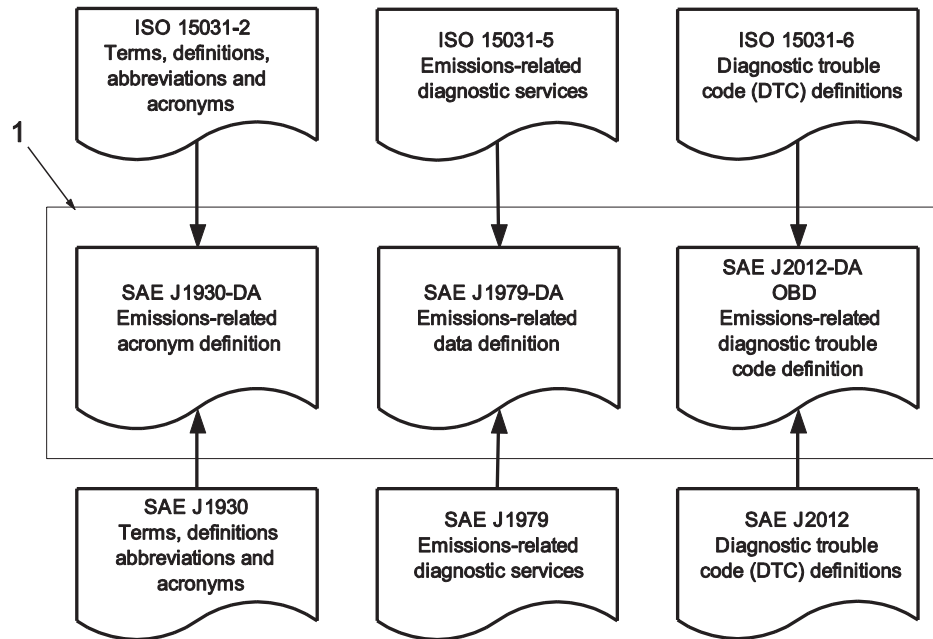 ISO 15031-2
Terms, definitions,
abbreviations and
acronyms
ISO 15031-5
Emissions-related
diagnostic services
ISO 15031-6
Diagnostic trouble
code (DTC) definitions
1
SAE J1930-DA
Emissions-related
acronym definition
SAE J1979-DA
Emissions-related
data definition
SAE J2012-DA
OBD
Emissions-related
diagnostic trouble
code definition
SAE J1930
Terms, definitions
abbreviations and
acronyms
SAE J1979
Emissions-related
diagnostic services
SAE J2012
Diagnostic trouble
code (DTC) definitions